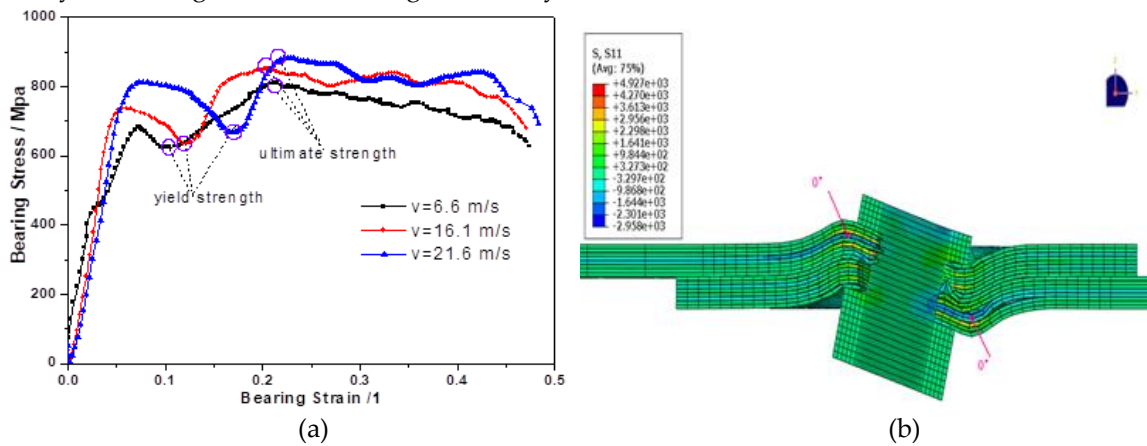 1000
800
600
400
200
0
Bearing Stress / Mpa
ultimate strength
yield strength
v=6.6 m/s
v=16.1 m/s
v=21.6 m/s
0.0 0.1 0.2 0.3 0.4 0.5
Bearing Strain /1
(a)
S, S11
(Avg: 75%)
+4.927e+03
+4.270e+03
+3.613e+03
+2.956e+03
+2.298e+03
+1.641e+03
+9.844e+02
+3.273e+02
-3.297e+02
-9.868e+02
-1.644e+03
-2.301e+03
-2.958e+03
0°
0°
(b)